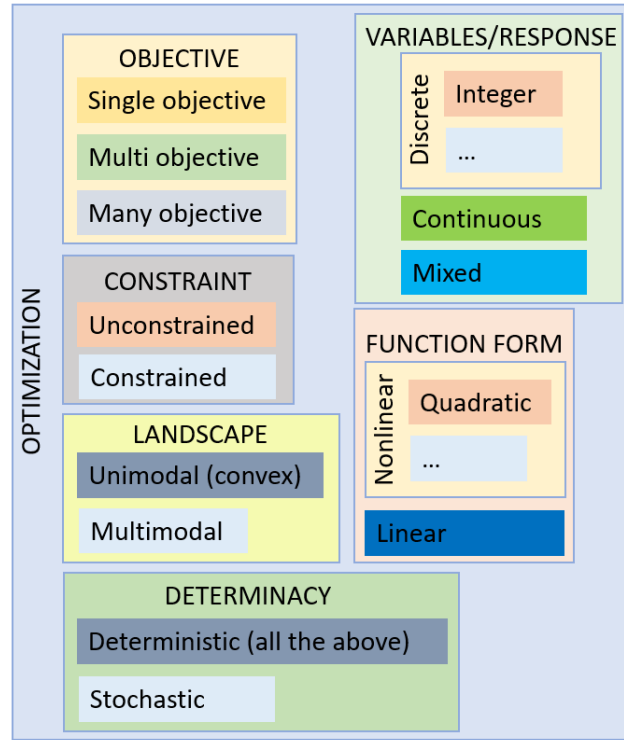 OPTIMIZATION
OBJECTIVE
Single objective
Multi objective
Many objective
CONSTRAINT
Unconstrained
Constrained
LANDSCAPE
Unimodal (convex)
Multimodal
DETERMINACY
Deterministic (all the above)
Stochastic
VARIABLES/RESPONSE
Discrete
Integer
...
Continuous
Mixed
FUNCTION FORM
Nonlinear
Quadratic
...
Linear